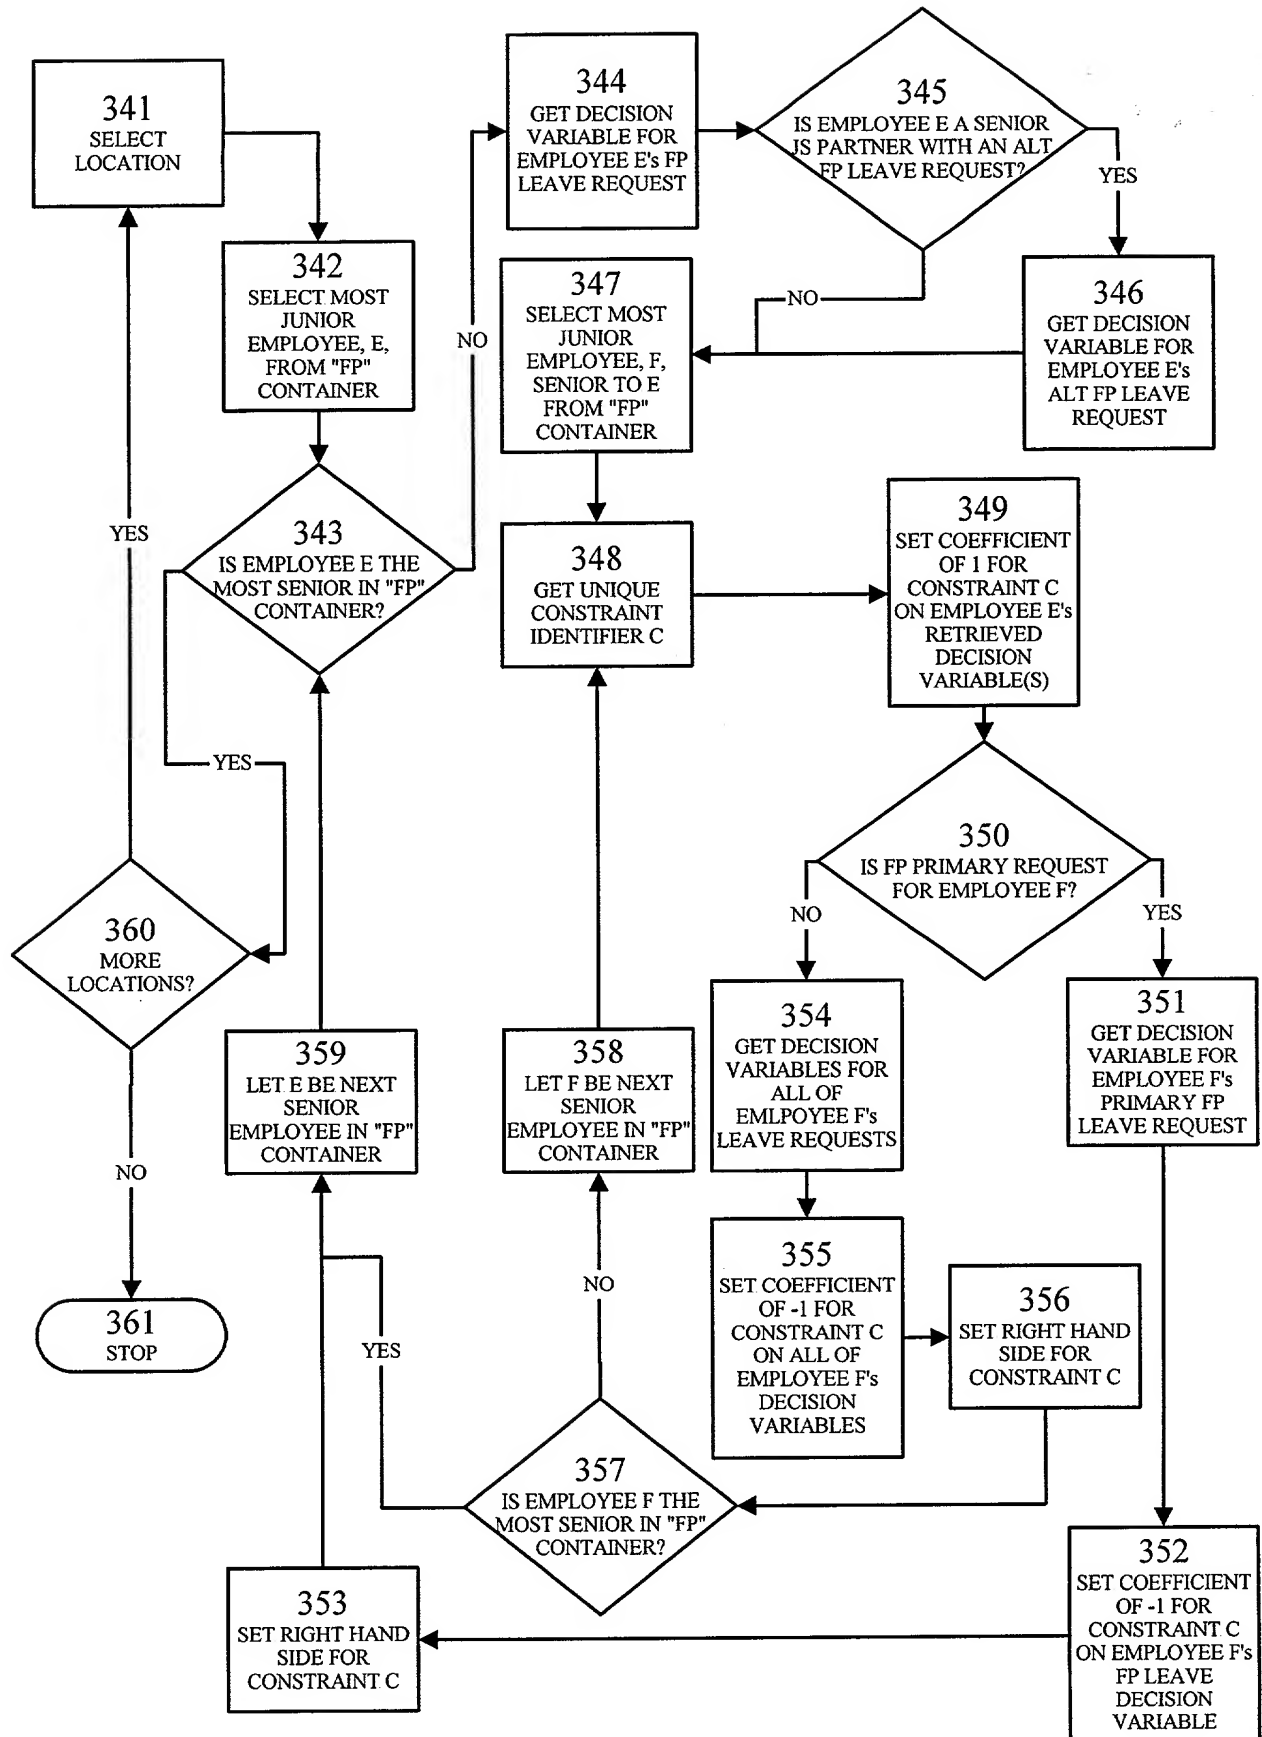 341
SELECT
LOCATION
342
SELECT MOST
JUNIOR
EMPLOYEE, E,
FROM "FP"
CONTAINER
343
IS EMPLOYEE E THE
MOST SENIOR IN "FP"
CONTAINER?
NO
YES
YES
344
GET DECISION
VARIABLE FOR
EMPLOYEE E's FP
LEAVE REQUEST
345
IS EMPLOYEE E A SENIOR
JS PARTNER WITH AN ALT
FP LEAVE REQUEST?
YES
NO
346
GET DECISION
VARIABLE FOR
EMPLOYEE E's
ALT FP LEAVE
REQUEST
347
SELECT MOST
JUNIOR
EMPLOYEE, F,
SENIOR TO E
FROM "FP"
CONTAINER
348
GET UNIQUE
CONSTRAINT
IDENTIFIER C
349
SET COEFFICIENT
OF 1 FOR
CONSTRAINT C
ON EMPLOYEE E's
RETRIEVED
DECISION
VARIABLE(S)
350
IS FP PRIMARY REQUEST
FOR EMPLOYEE F?
NO
YES
351
GET DECISION
VARIABLE FOR
EMPLOYEE F's
PRIMARY FP
LEAVE REQUEST
352
SET COEFFICIENT
OF -1 FOR
CONSTRAINT C
ON EMPLOYEE F's
FP LEAVE
DECISION
VARIABLE
353
SET RIGHT HAND
SIDE FOR
CONSTRAINT C
354
GET DECISION
VARIABLES FOR
ALL OF
EMLPOYEE F's
LEAVE REQUESTS
355
SET COEFFICIENT
OF -1 FOR
CONSTRAINT C
ON ALL OF
EMPLOYEE F's
DECISION
VARIABLES
356
SET RIGHT HAND
SIDE FOR
CONSTRAINT C
357
IS EMPLOYEE F THE
MOST SENIOR IN "FP"
CONTAINER?
NO
YES
358
LET F BE NEXT
SENIOR
EMPLOYEE IN "FP"
CONTAINER
359
LET E BE NEXT
SENIOR
EMPLOYEE IN "FP"
CONTAINER
360
MORE
LOCATIONS?
NO
361
STOP